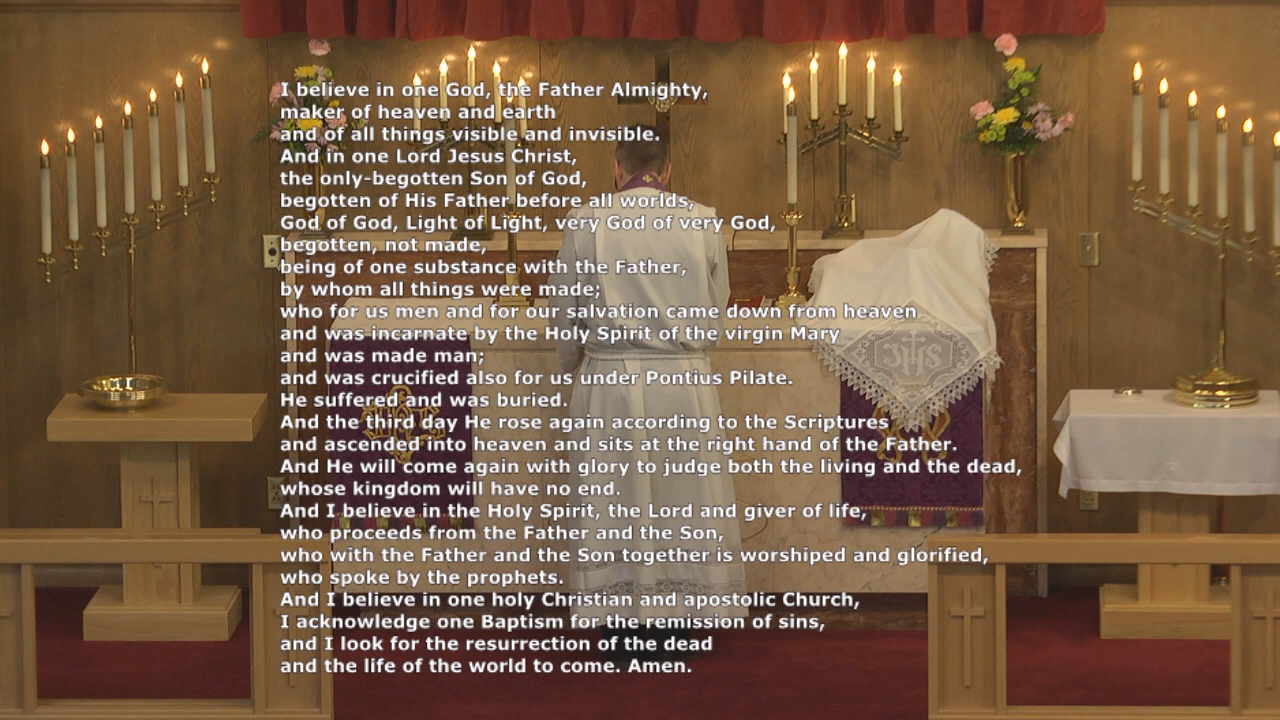 I believe in one God, the Father Almighty,
maker of heaven and earth
and of all things visible and invisible.
And in one Lord Jesus Christ,
the only-begotten Son of God,
begotten of His Father before all worlds,
God of God, Light of Light, very God of very God,
begotten, not made,
being of one substance with the Father,
by whom all things were made;
who for us men and for our salvation came down from heaven
and was incarnate by the Holy Spirit of the virgin Mary
and was made man;
and was crucified also for us under Pontius Pilate.
He suffered and was buried.
And the third day He rose again according to the Scriptures
and ascended into heaven and sits at the right hand of the Father.
And He will come again with glory to judge both the living and the dead,
whose kingdom will have no end.
And I believe in the Holy Spirit, the Lord and giver of life,
who proceeds from the Father and the Son,
who with the Father and the Son together is worshiped and glorified,
who spoke by the prophets.
And I believe in one holy Christian and apostolic Church,
I acknowledge one Baptism for the remission of sins,
and I look for the resurrection of the dead
and the life of the world to come. Amen.
IHS